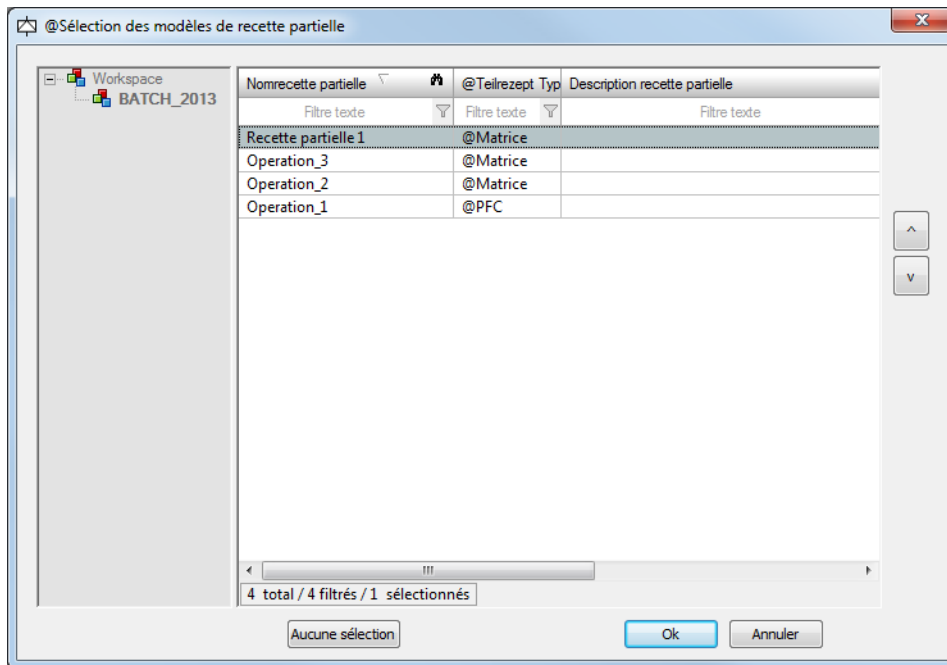 @Sélection des modèles de recette partielle
Workspace
BATCH_2013
Nomrecette partielle @Teilrezept Typ Description recette partielle
Filtre texte Filtre texte Filtre texte
Recette partielle 1 @Matrice
Operation_3 @Matrice
Operation_2 @Matrice
Operation_1 @PFC
^
v
4 total / 4 filtrés / 1 sélectionnés
Aucune sélection Ok Annuler